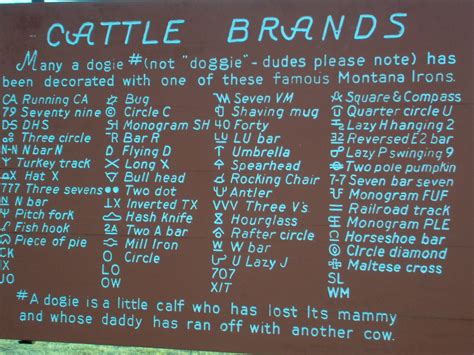 CATTLE BRANDS
Many a dogie #(not "doggie" - dudes please note) has
been decorated with one of these famous Montana Irons.
CA Running CA
79 Seventy nine
DS DHS
Three circle
N-N N bar N
Turkey track
Hat X
777 Three sevens
N bar
Pitch fork
Fish hook
Piece of pie
CK
IX
JO
Bug
Circle C
Monogram SH
R Bar R
Flying D
Long X
Bull head
Two dot
Inverted TX
Hash knife
Two A bar
Mill Iron
Circle
LO
OW
Seven VM
Shaving mug
40 Forty
LU bar
Umbrella
Spearhead
Rocking Chair
Antler
VVV Three V's
Hourglass
Rafter circle
W bar
U Lazy J
707
X/T
Square & Compass
Quarter circle U
Lazy H hanging 2
32 Reversed E2 bar
Lazy P swinging 9
Two pole pumpkin
7-7 Seven bar seven
Monogram FUF
Railroad track
Monogram PLE
Horseshoe bar
Circle diamond
Maltese cross
SL
WM
#A dogie is a little calf who has lost Its mammy
and whose daddy has ran off with another cow.